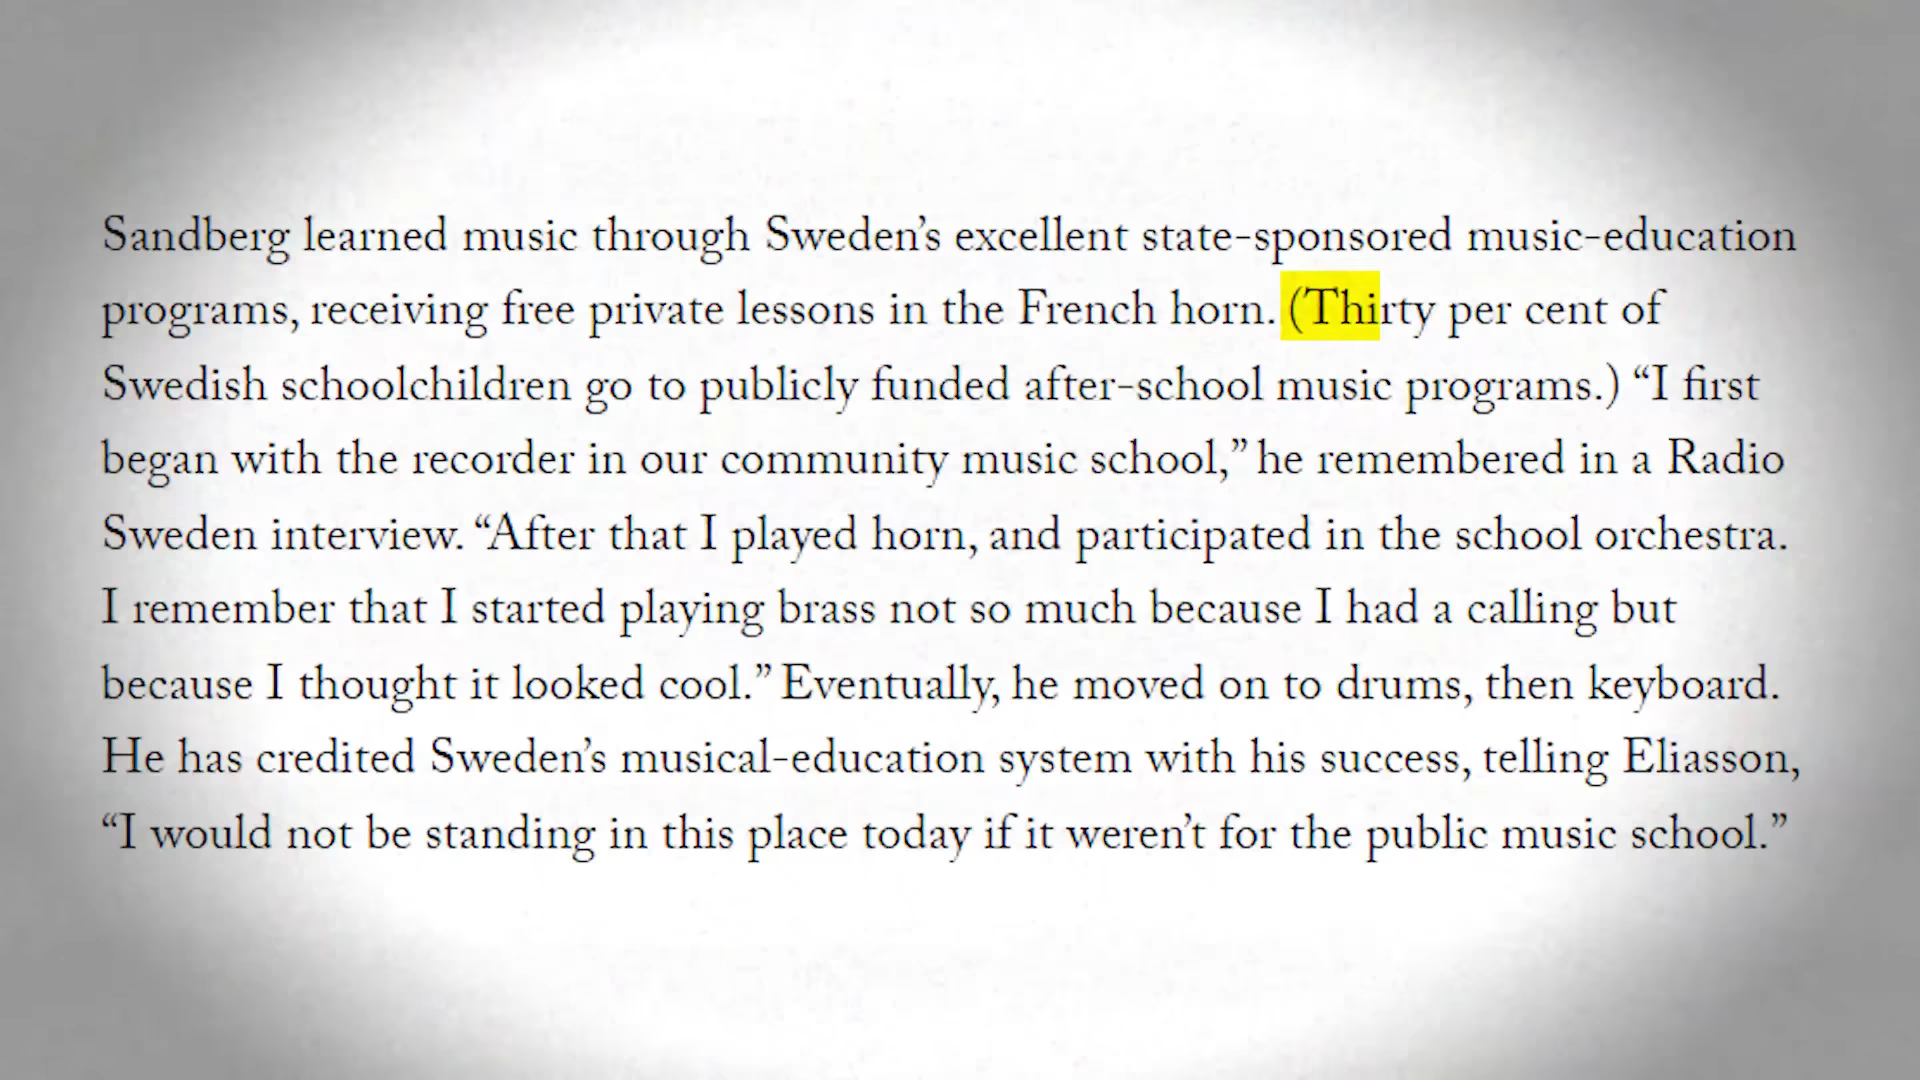 Sandberg learned music through Sweden’s excellent state-sponsored music-education
programs, receiving free private lessons in the French horn. (Thirty per cent of
Swedish schoolchildren go to publicly funded after-school music programs.) “I first
began with the recorder in our community music school,” he remembered in a Radio
Sweden interview. “After that I played horn, and participated in the school orchestra.
I remember that I started playing brass not so much because I had a calling but
because I thought it looked cool.” Eventually, he moved on to drums, then keyboard.
He has credited Sweden’s musical-education system with his success, telling Eliasson,
“I would not be standing in this place today if it weren’t for the public music school.”